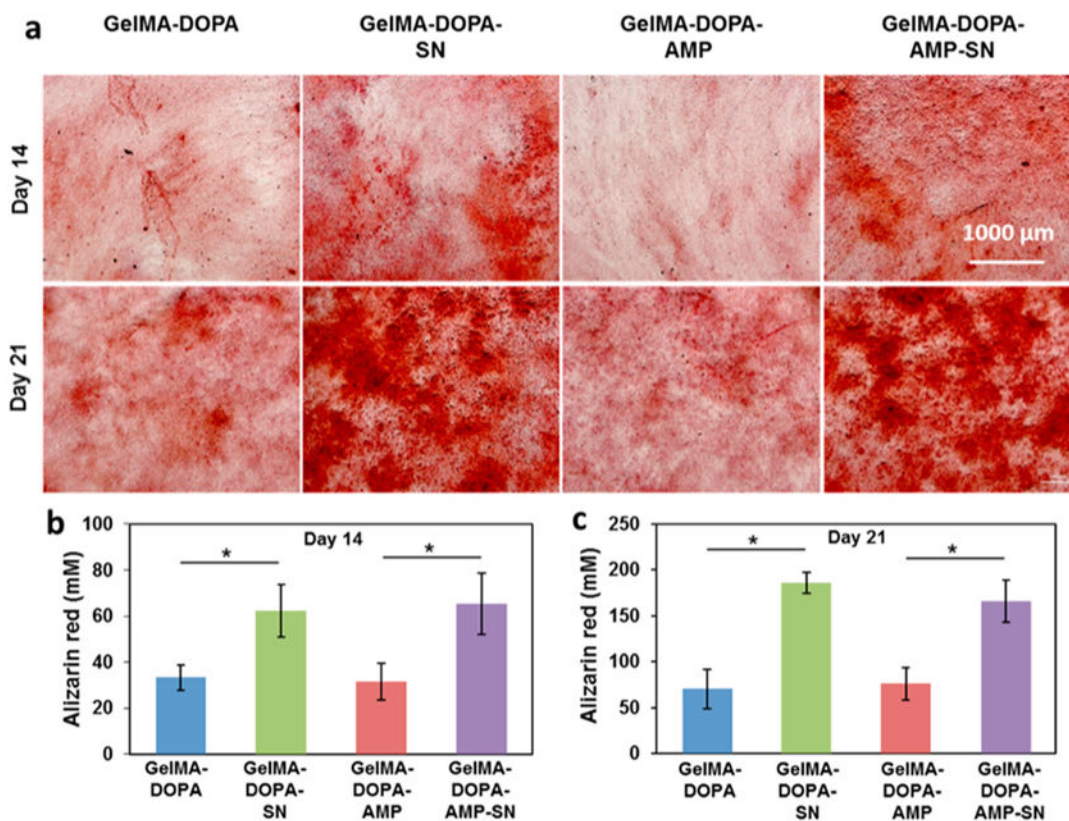 a
GelMA-DOPA
GelMA-DOPA-
SN
GelMA-DOPA-
AMP
GelMA-DOPA-
AMP-SN
Day 14
1000 µm
Day 21
b
100
80
60
40
20
0
Alizarin red (mM)
Day 14
*
*
GelMA-
DOPA
GelMA-
DOPA-
SN
GelMA-
DOPA-
AMP
GelMA-
DOPA-
AMP-SN
c
250
200
150
100
50
0
Alizarin red (mM)
Day 21
*
*
GelMA-
DOPA
GelMA-
DOPA-
SN
GelMA-
DOPA-
AMP
GelMA-
DOPA-
AMP-SN